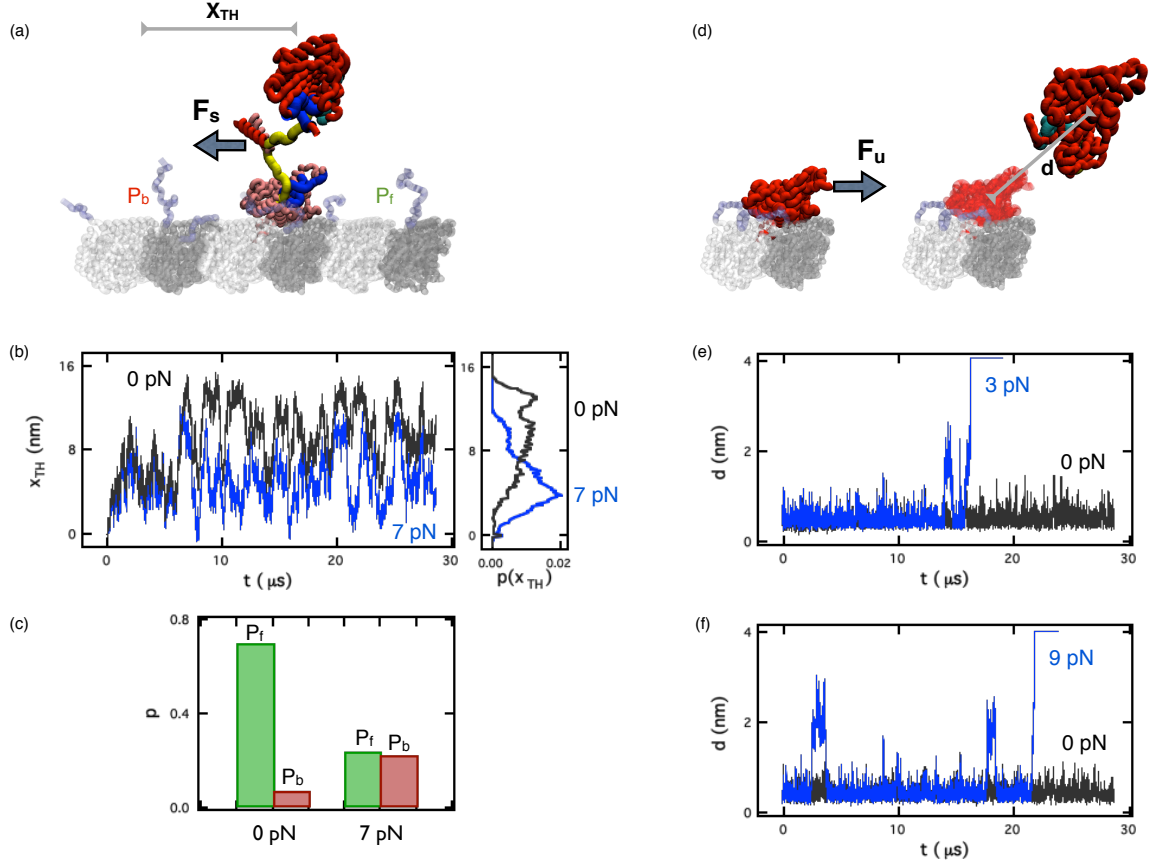 (a)
X_TH
F_s
P_b
P_f
(d)
F_u
d
(b)
x_TH (nm)
16
8
0
0 pN
7 pN
0
10
20
30
t (μs)
16
8
0
0 pN
7 pN
0.00
0.02
p(x_TH)
(e)
d (nm)
4
2
0
3 pN
0 pN
0
10
20
30
t (μs)
(c)
p
0.8
0.4
0.0
P_f
P_b
P_f
P_b
0 pN
7 pN
(f)
d (nm)
4
2
0
9 pN
0 pN
0
10
20
30
t (μs)